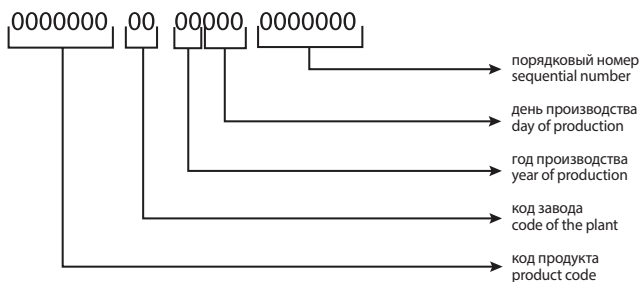 0000000 00 00000 0000000
порядковый номер
sequential number
день производства
day of production
год производства
year of production
код завода
code of the plant
код продукта
product code